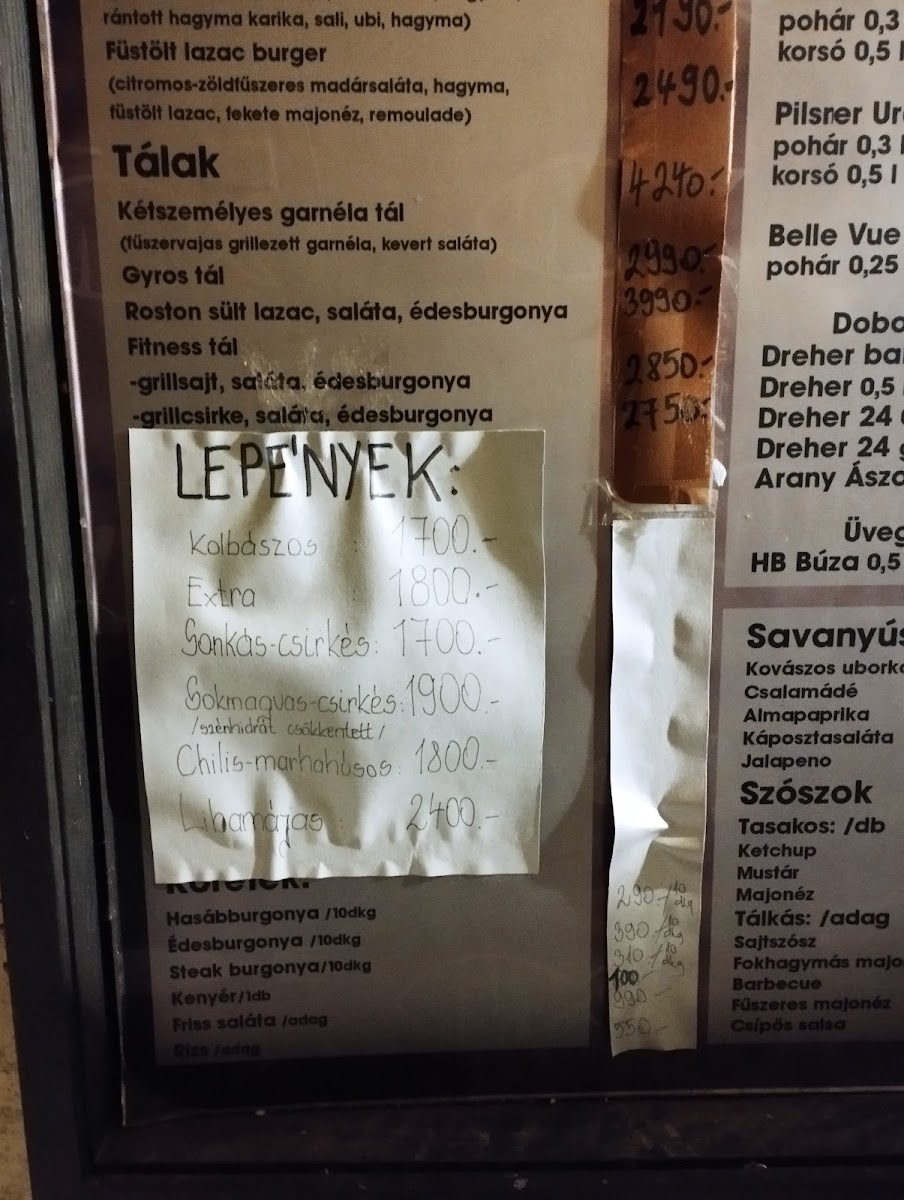 rántott hagyma karika, sali, ubi, hagyma)
2790.-
Füstölt lazac burger
(citromos-zöldfűszeres madársaláta, hagyma,
füstölt lazac, fekete majonéz, remoulade)
2490.-
Tálak
Kétszemélyes garnéla tál 4240.-
(fűszervajas grillezett garnéla, kevert saláta)
Gyros tál 2990.-
Roston sült lazac, saláta, édesburgonya 3990.-
Fitness tál
-grillsajt, saláta, édesburgonya 2850.-
-grillcsirke, saláta, édesburgonya 2750.-
LEPÉNYEK:
Kolbászos : 1700.-
Extra : 1800.-
Sonkás-csirkés: 1700.-
Sokmagvas-csirkés: 1900.-
/szénhidrát csökkentett/
Chilis-marhahúsos: 1800.-
Libamájas : 2400.-
Köretek:
Hasábburgonya /10dkg 290.-/10 dkg
Édesburgonya /10dkg 390.-/10 dkg
Steak burgonya/10dkg 310.-/10 dkg
Kenyér/1db 100.-
Friss saláta /adag 990.-
Rizs /adag 550.-
pohár 0,3
korsó 0,5 l
Pilsner
pohár 0,3 l
korsó 0,5 l
Belle Vue
pohár 0,25
Dreher
Dreher 0,5
Dreher 24
Dreher 24
Arany
HB Búza 0,5
Kovászos
Csalamádé
Almapaprika
Káposztasaláta
Jalapeno
Szószok
Tasakos: /db
Ketchup
Mustár
Majonéz
Tálkás: /adag
Sajtszósz
Fokhagymás
Barbecue
Fűszeres majonéz
Csípős salsa